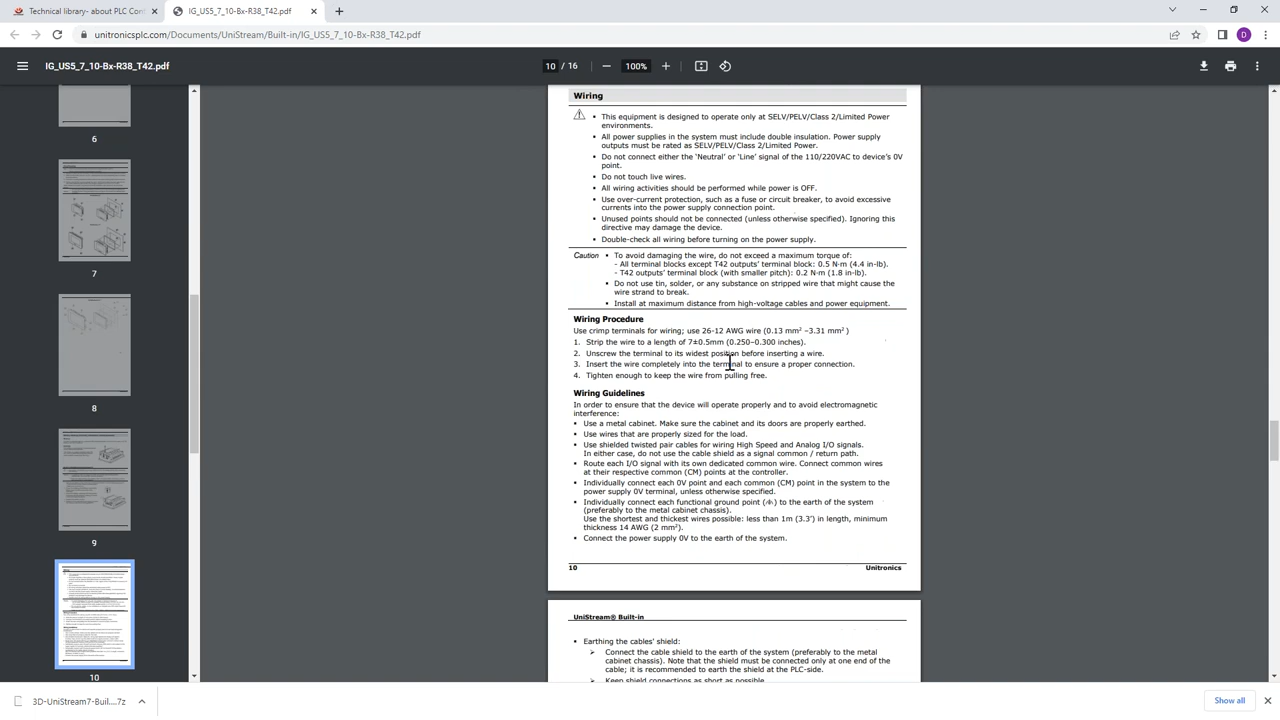 Technical library- about PLC Cont
IG_US5_7_10-Bx-R38_T42.pdf
unitronicsplc.com/Documents/UniStream/Built-in/IG_US5_7_10-Bx-R38_T42.pdf
D
IG_US5_7_10-Bx-R38_T42.pdf
10 / 16
100%
6
7
8
9
10
Wiring
▪ This equipment is designed to operate only at SELV/PELV/Class 2/Limited Power
environments.
▪ All power supplies in the system must include double insulation. Power supply
outputs must be rated as SELV/PELV/Class 2/Limited Power.
▪ Do not connect either the 'Neutral' or 'Line' signal of the 110/220VAC to device's 0V
point.
▪ Do not touch live wires.
▪ All wiring activities should be performed while power is OFF.
▪ Use over-current protection, such as a fuse or circuit breaker, to avoid excessive
currents into the power supply connection point.
▪ Unused points should not be connected (unless otherwise specified). Ignoring this
directive may damage the device.
▪ Double-check all wiring before turning on the power supply.
Caution ▪ To avoid damaging the wire, do not exceed a maximum torque of:
- All terminal blocks except T42 outputs' terminal block: 0.5 N·m (4.4 in-lb).
- T42 outputs' terminal block (with smaller pitch): 0.2 N·m (1.8 in-lb).
▪ Do not use tin, solder, or any substance on stripped wire that might cause the
wire strand to break.
▪ Install at maximum distance from high-voltage cables and power equipment.
Wiring Procedure
Use crimp terminals for wiring; use 26-12 AWG wire (0.13 mm² –3.31 mm² )
1. Strip the wire to a length of 7±0.5mm (0.250–0.300 inches).
2. Unscrew the terminal to its widest position before inserting a wire.
3. Insert the wire completely into the terminal to ensure a proper connection.
4. Tighten enough to keep the wire from pulling free.
Wiring Guidelines
In order to ensure that the device will operate properly and to avoid electromagnetic
interference:
▪ Use a metal cabinet. Make sure the cabinet and its doors are properly earthed.
▪ Use wires that are properly sized for the load.
▪ Use shielded twisted pair cables for wiring High Speed and Analog I/O signals.
In either case, do not use the cable shield as a signal common / return path.
▪ Route each I/O signal with its own dedicated common wire. Connect common wires
at their respective common (CM) points at the controller.
▪ Individually connect each 0V point and each common (CM) point in the system to the
power supply 0V terminal, unless otherwise specified.
▪ Individually connect each functional ground point ( ) to the earth of the system
(preferably to the metal cabinet chassis).
Use the shortest and thickest wires possible: less than 1m (3.3') in length, minimum
thickness 14 AWG (2 mm²).
▪ Connect the power supply 0V to the earth of the system.
10 Unitronics
UniStream® Built-in
▪ Earthing the cables' shield:
➢ Connect the cable shield to the earth of the system (preferably to the metal
cabinet chassis). Note that the shield must be connected only at one end of the
cable; it is recommended to earth the shield at the PLC-side.
➢ Keep shield connections as short as possible
3D-UniStream7-Buil....7z
Show all